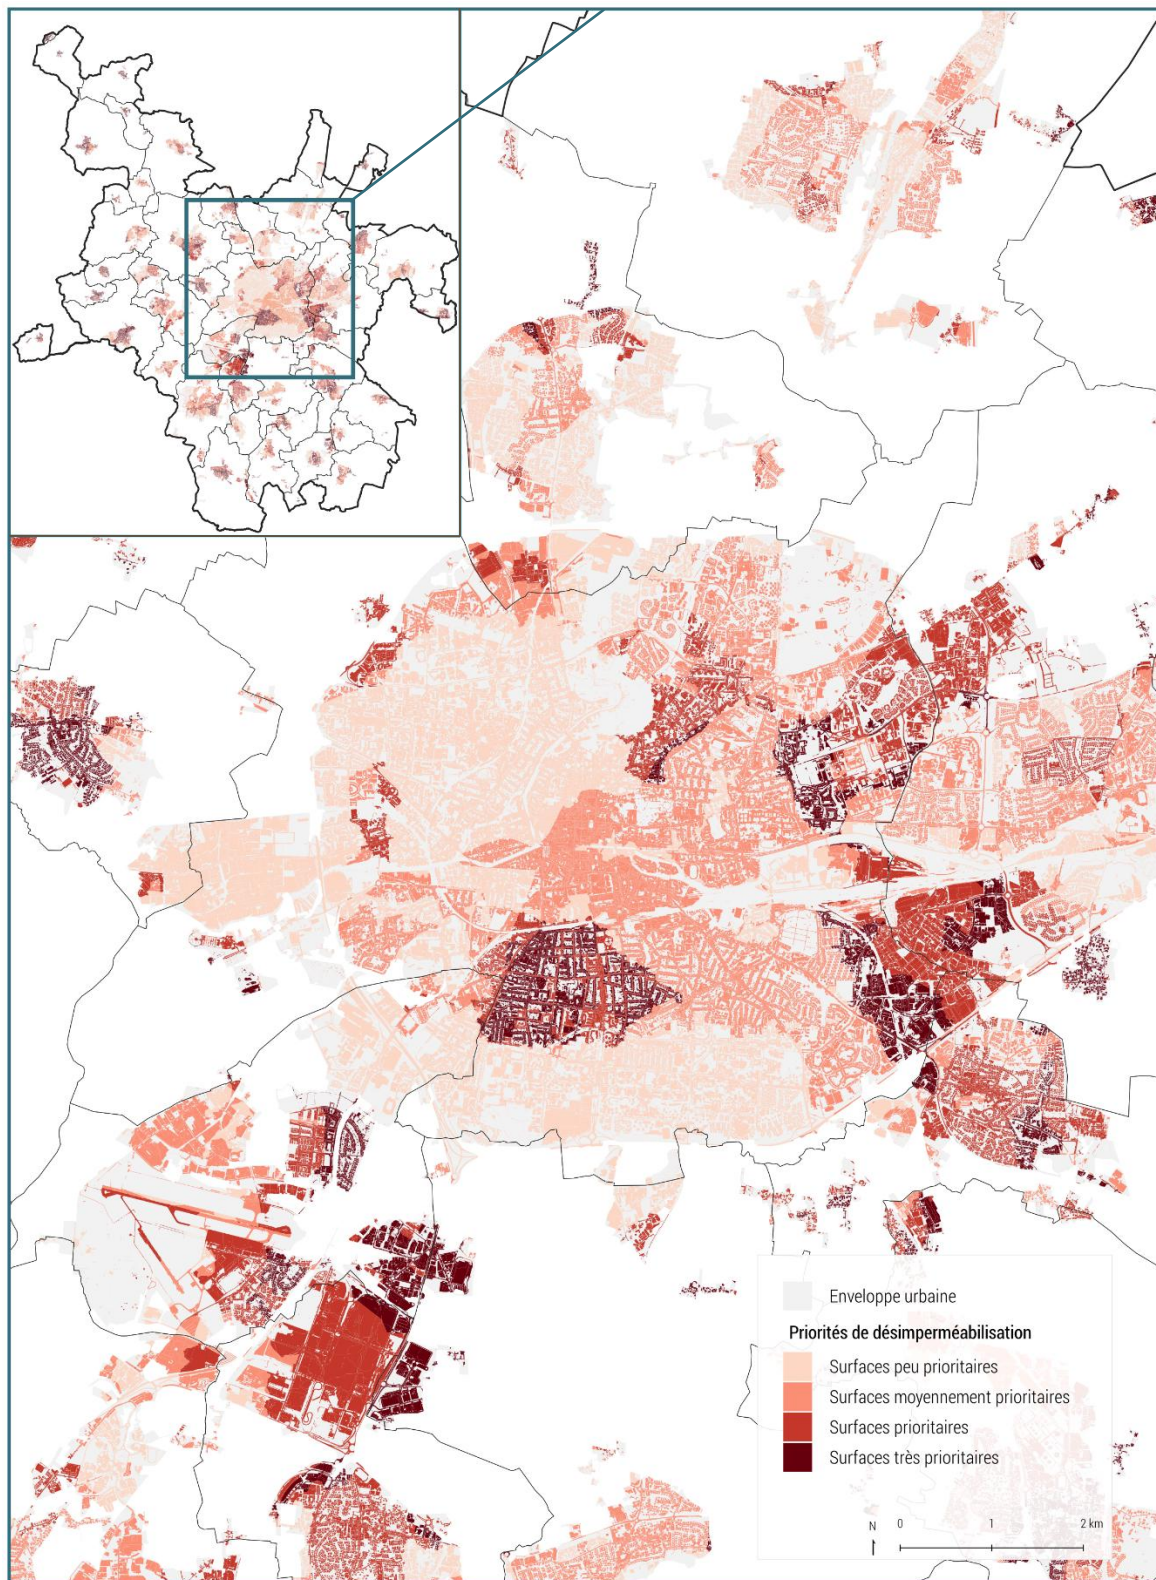 Enveloppe urbaine
Priorités de désimperméabilisation
Surfaces peu prioritaires
Surfaces moyennement prioritaires
Surfaces prioritaires
Surfaces très prioritaires
N 0 1 2 km